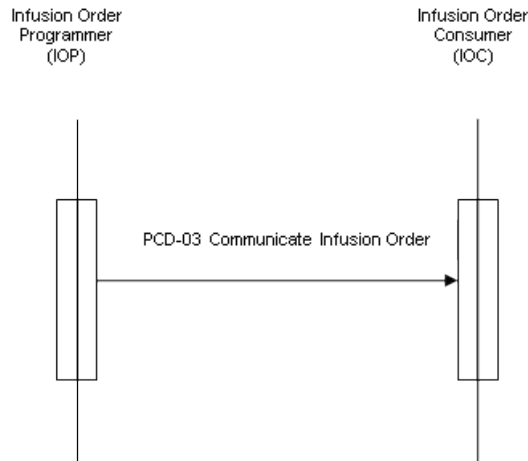 Infusion Order
Programmer
(IOP)
Infusion Order
Consumer
(IOC)
PCD-03 Communicate Infusion Order